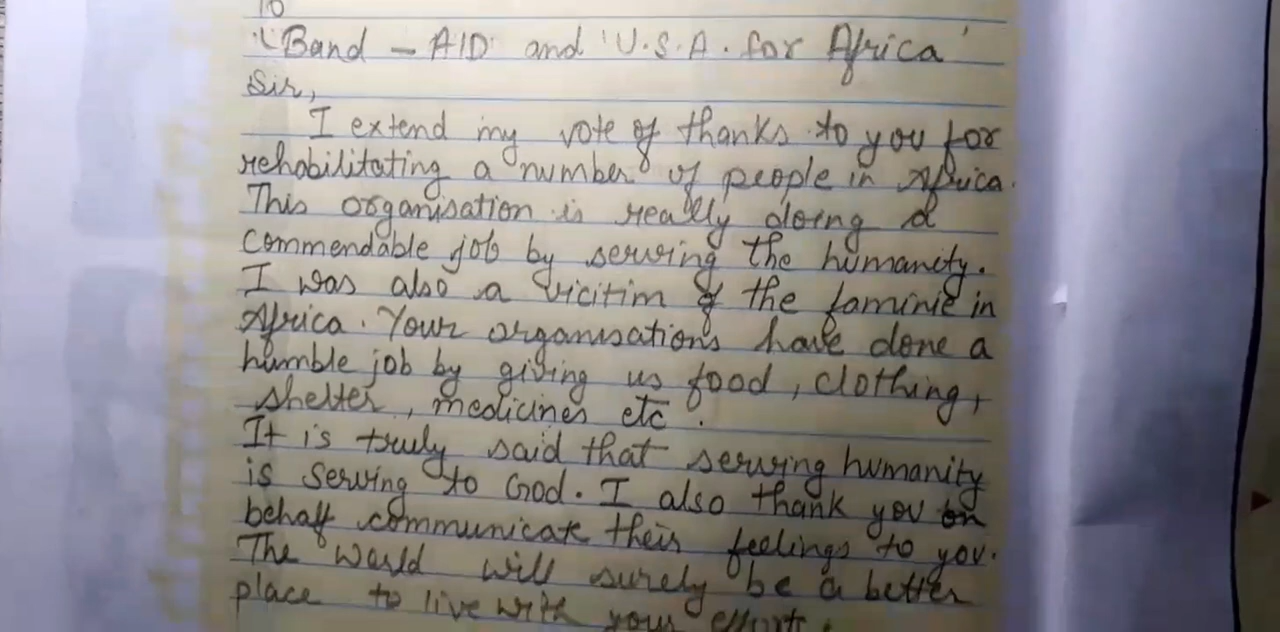 To
'Band - AID' and 'U.S.A. for Africa'
Sir,
I extend my vote of thanks to you for
rehabilitating a number of people in Africa.
This organisation is really doing a
commendable job by serving the humanity.
I was also a vicitim of the faminie in
Africa. Your organisations have done a
humble job by giving us food, clothing,
shelter, medicines etc.
It is truly said that serving humanity
is serving to God. I also thank you on
behalf communicate their feelings to you.
The world will surely be a better
place to live with your efforts.